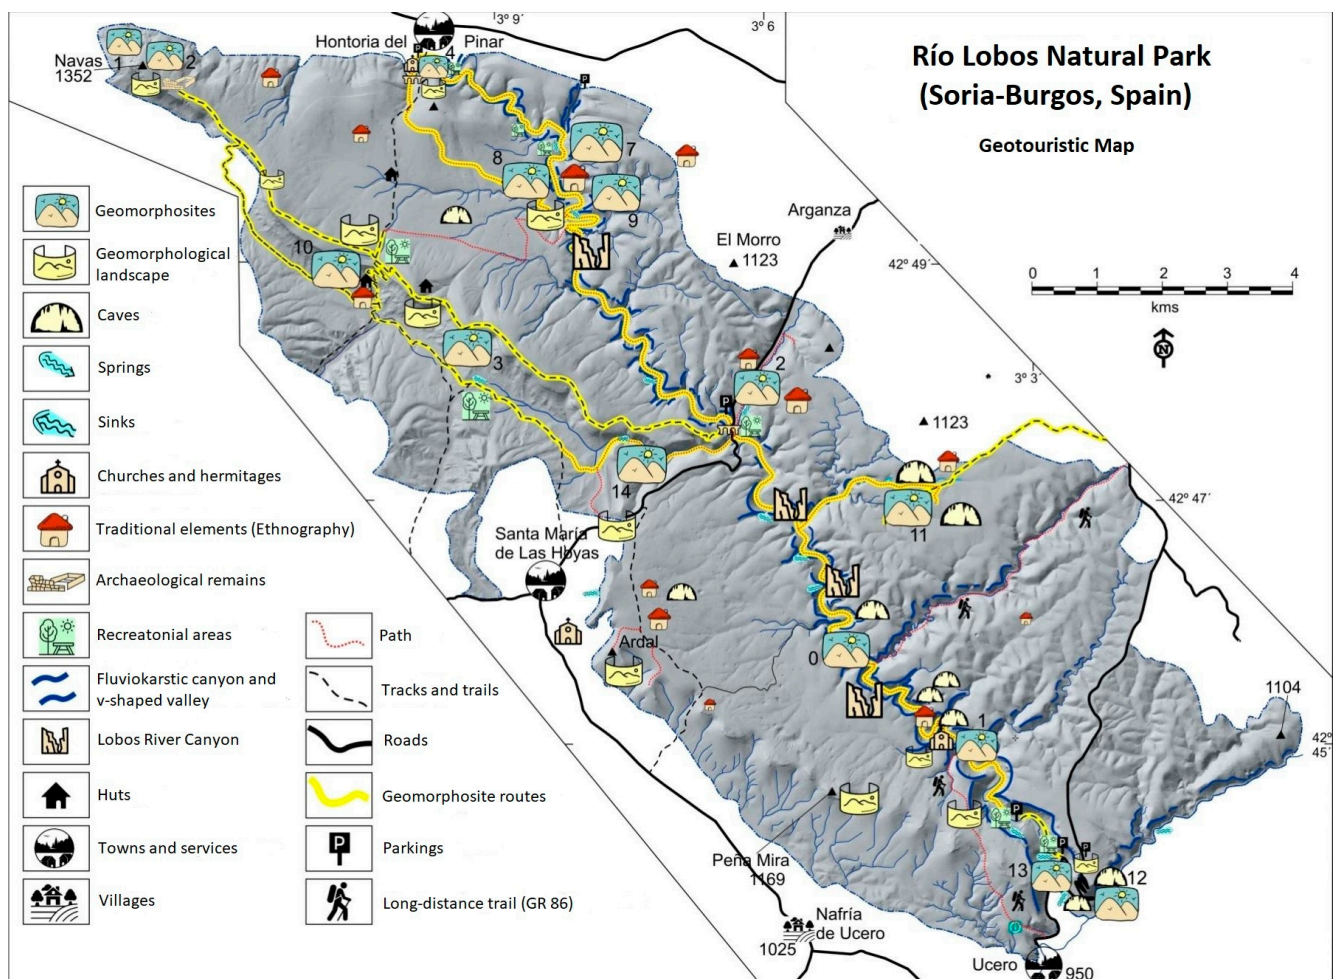 3º 9´
3º 6´
Hontoria del
Pinar
Río Lobos Natural Park
(Soria-Burgos, Spain)
Geotouristic Map
Navas
1352
1
2
4
7
8
9
10
Arganza
El Morro
1123
42º 49´
0
1
2
3
4
kms
N
3º 3´
3
2
1123
14
11
42º 47´
Santa María
de Las Hoyas
Ardal
0
1
1104
42º
45´
Peña Mira
1169
13
12
Nafría
de Ucero
1025
Ucero
950
P
P
P
P
P
P
Geomorphosites
Geomorphological
landscape
Caves
Springs
Sinks
Churches and hermitages
Traditional elements (Ethnography)
Archaeological remains
Recreatonial areas
Fluviokarstic canyon and
v-shaped valley
Lobos River Canyon
Huts
Towns and services
Villages
Path
Tracks and trails
Roads
Geomorphosite routes
P
Parkings
Long-distance trail (GR 86)